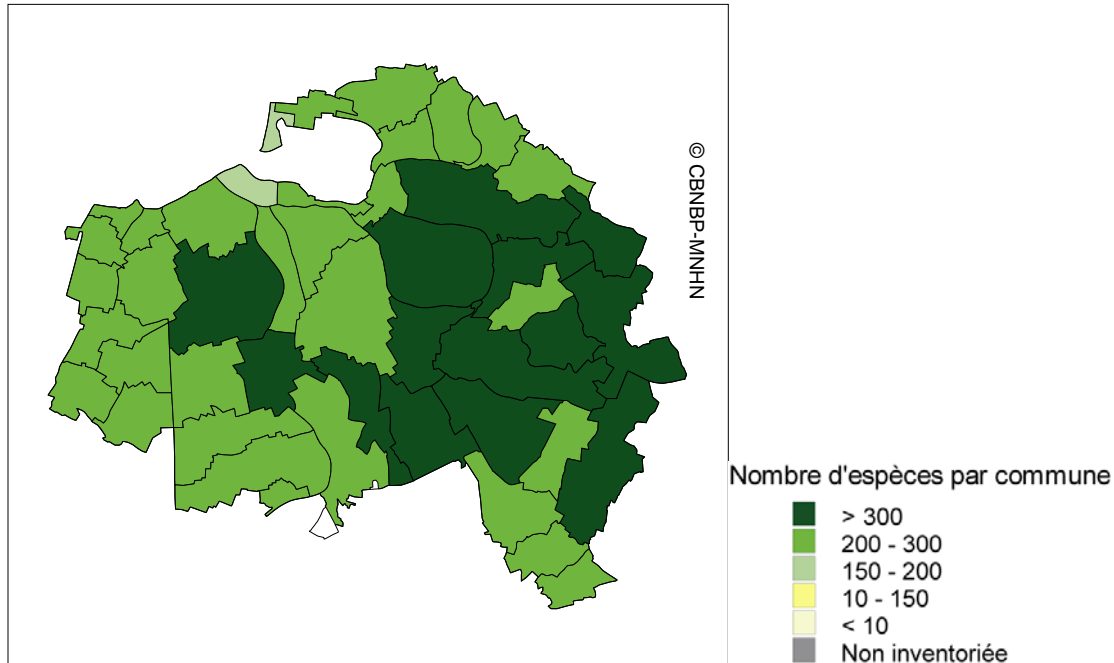 © CBNBP-MNHN
Nombre d'espèces par commune
> 300
200 - 300
150 - 200
10 - 150
< 10
Non inventoriée